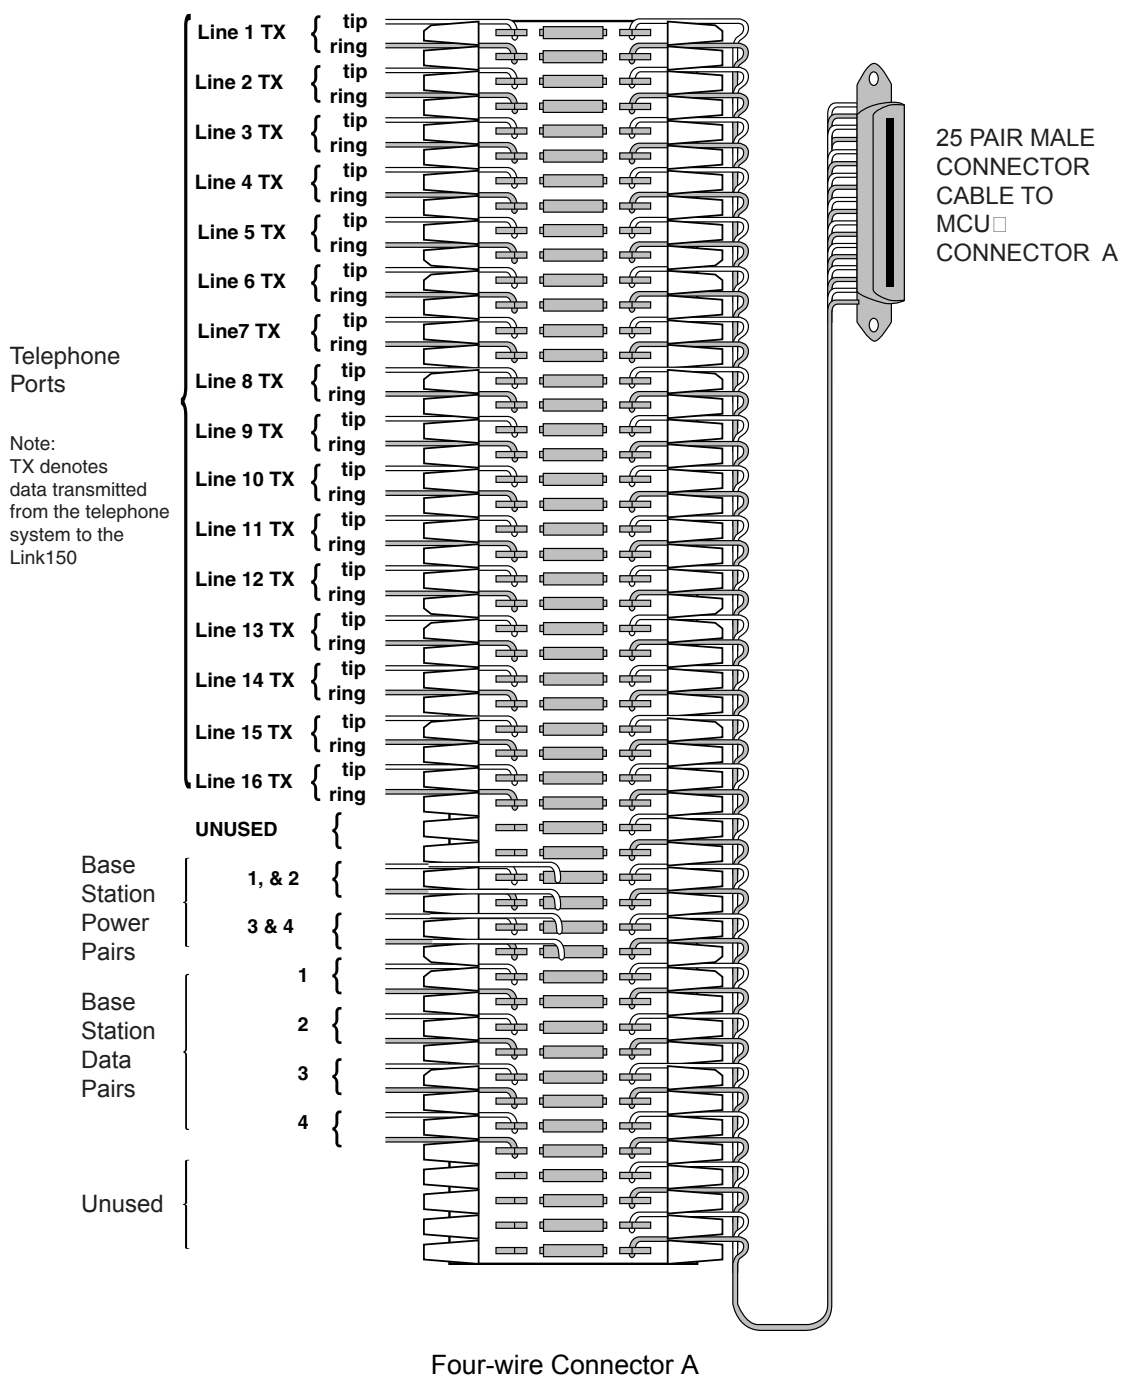 Line 1 TX { tip
ring
Line 2 TX { tip
ring
Line 3 TX { tip
ring
Line 4 TX { tip
ring
Line 5 TX { tip
ring
Line 6 TX { tip
ring
Line7 TX { tip
ring
Line 8 TX { tip
ring
Line 9 TX { tip
ring
Line 10 TX { tip
ring
Line 11 TX { tip
ring
Line 12 TX { tip
ring
Line 13 TX { tip
ring
Line 14 TX { tip
ring
Line 15 TX { tip
ring
Line 16 TX { tip
ring
UNUSED {
Telephone
Ports
Note:
TX denotes
data transmitted
from the telephone
system to the
Link150
Base
Station
Power
Pairs
1, & 2 {
3 & 4 {
Base
Station
Data
Pairs
1 {
2 {
3 {
4 {
Unused
25 PAIR MALE
CONNECTOR
CABLE TO
MCU□
CONNECTOR A
Four-wire Connector A